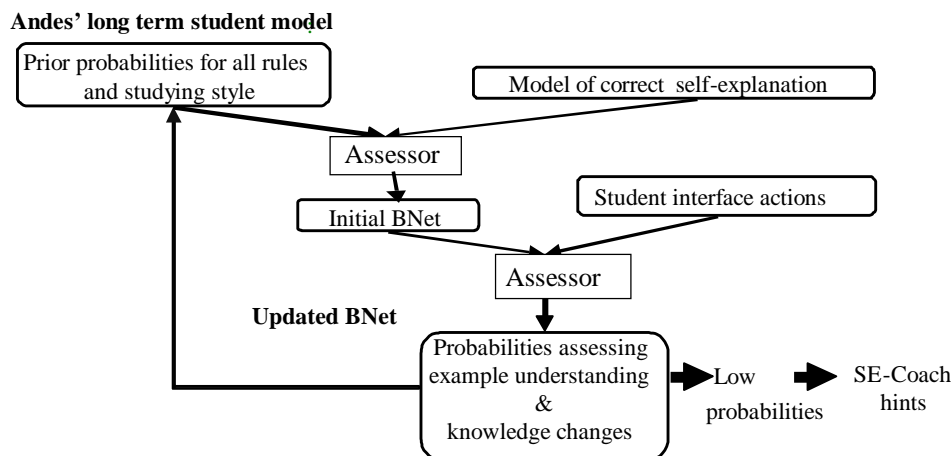 Andes' long term student model
Prior probabilities for all rules
and studying style
Model of correct self-explanation
Assessor
Initial BNet
Student interface actions
Assessor
Updated BNet
Probabilities assessing
example understanding
&
knowledge changes
Low
probabilities
SE-Coach
hints